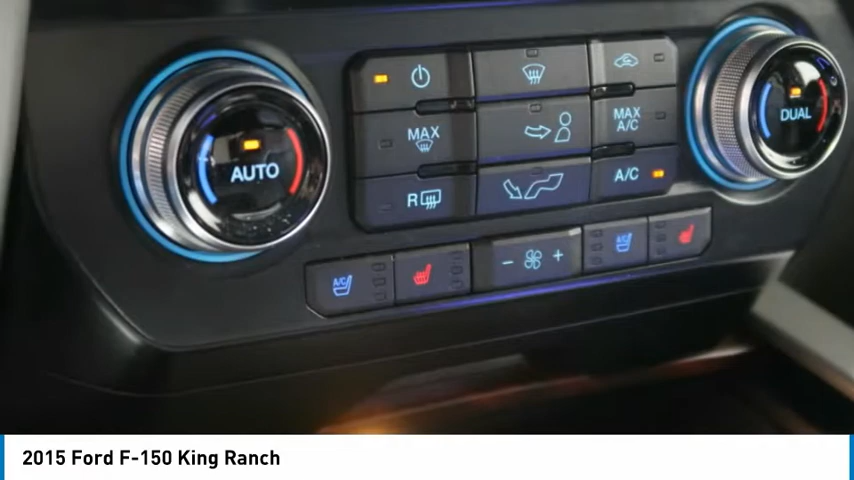 AUTO
MAX
R
MAX
A/C
A/C
DUAL
A/C
- +
A/C
2015 Ford F-150 King Ranch